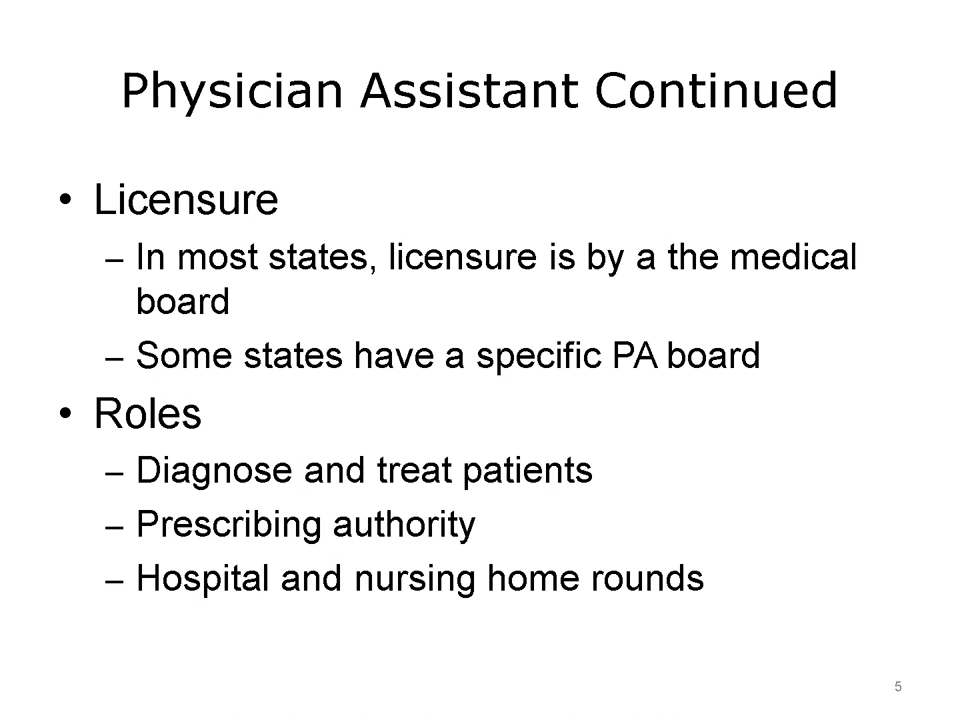 Physician Assistant Continued
• Licensure
– In most states, licensure is by a the medical
board
– Some states have a specific PA board
• Roles
– Diagnose and treat patients
– Prescribing authority
– Hospital and nursing home rounds
5